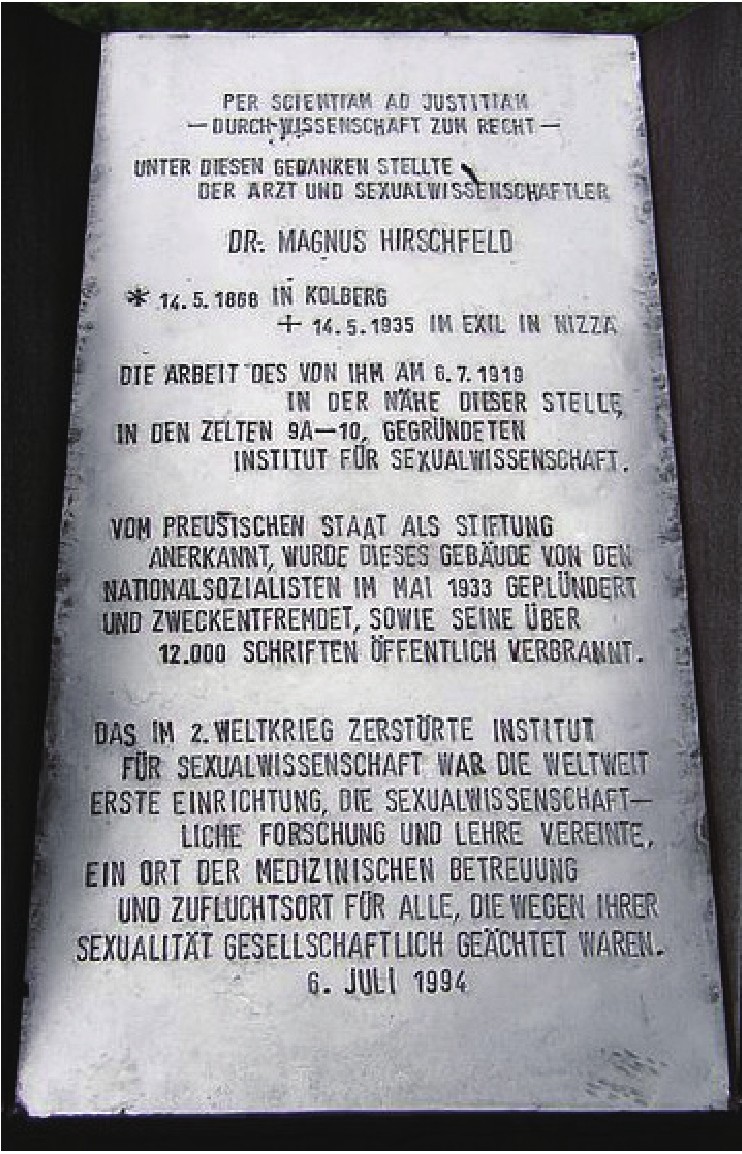 PER SCIENTIAM AD JUSTITIAM
—DURCH WISSENSCHAFT ZUM RECHT—
UNTER DIESEN GEDANKEN STELLTE
DER ARZT UND SEXUALWISSENSCHAFTLER
DR. MAGNUS HIRSCHFELD
* 14.5.1868 IN KOLBERG
+ 14.5.1935 IM EXIL IN NIZZA
DIE ARBEIT DES VON IHM AM 6.7.1919
IN DER NÄHE DIESER STELLE,
IN DEN ZELTEN 9A—10, GEGRÜNDETEN
INSTITUT FÜR SEXUALWISSENSCHAFT.
VOM PREUSISCHEN STAAT ALS STIFTUNG
ANERKANNT, WURDE DIESES GEBÄUDE VON DEN
NATIONALSOZIALISTEN IM MAI 1933 GEPLÜNDERT
UND ZWECKENTFREMDET, SOWIE SEINE ÜBER
12.000 SCHRIFTEN ÖFFENTLICH VERBRANNT.
DAS IM 2. WELTKRIEG ZERSTÖRTE INSTITUT
FÜR SEXUALWISSENSCHAFT WAR DIE WELTWEIT
ERSTE EINRICHTUNG, DIE SEXUALWISSENSCHAFT—
LICHE FORSCHUNG UND LEHRE VEREINTE,
EIN ORT DER MEDIZINISCHEN BETREUUNG
UND ZUFLUCHTSORT FÜR ALLE, DIE WEGEN IHRER
SEXUALITÄT GESELLSCHAFTLICH GEÄCHTET WAREN.
6. JULI 1994